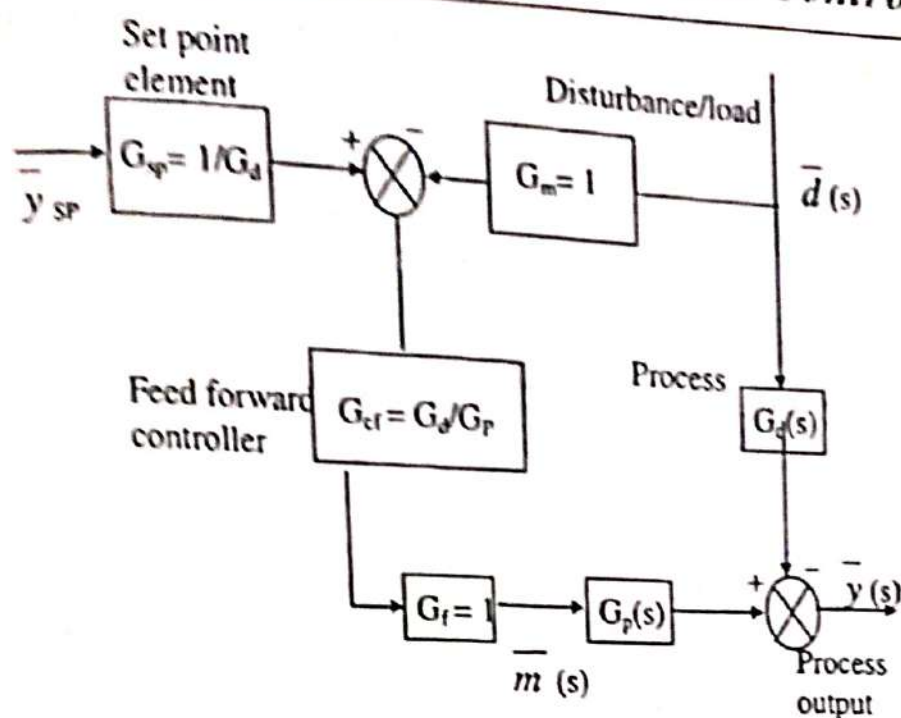 Set point
element
Disturbance/load
G_sp = 1/G_d
+
-
G_m = 1
y̅ SP
d̅ (s)
Feed forward
controller
G_cf = G_d/G_P
Process
G_d(s)
G_f = 1
G_p(s)
+
-
y̅ (s)
m̅ (s)
Process
output